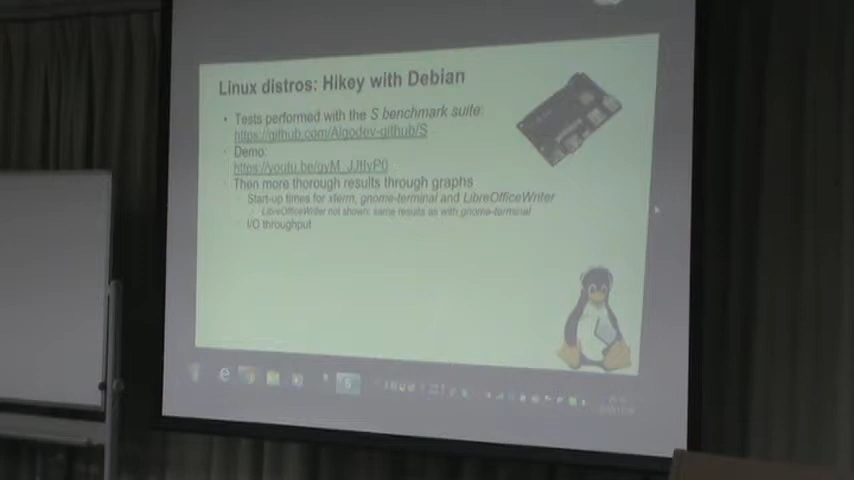 Linux distros: Hikey with Debian
• Tests performed with the S benchmark suite:
https://github.com/Algodev-github/S
Demo:
Then more thorough results through graphs
Start-up times for xterm, gnome-terminal and LibreOfficeWriter
LibreOfficeWriter not shown: same results as with gnome-terminal
I/O throughput